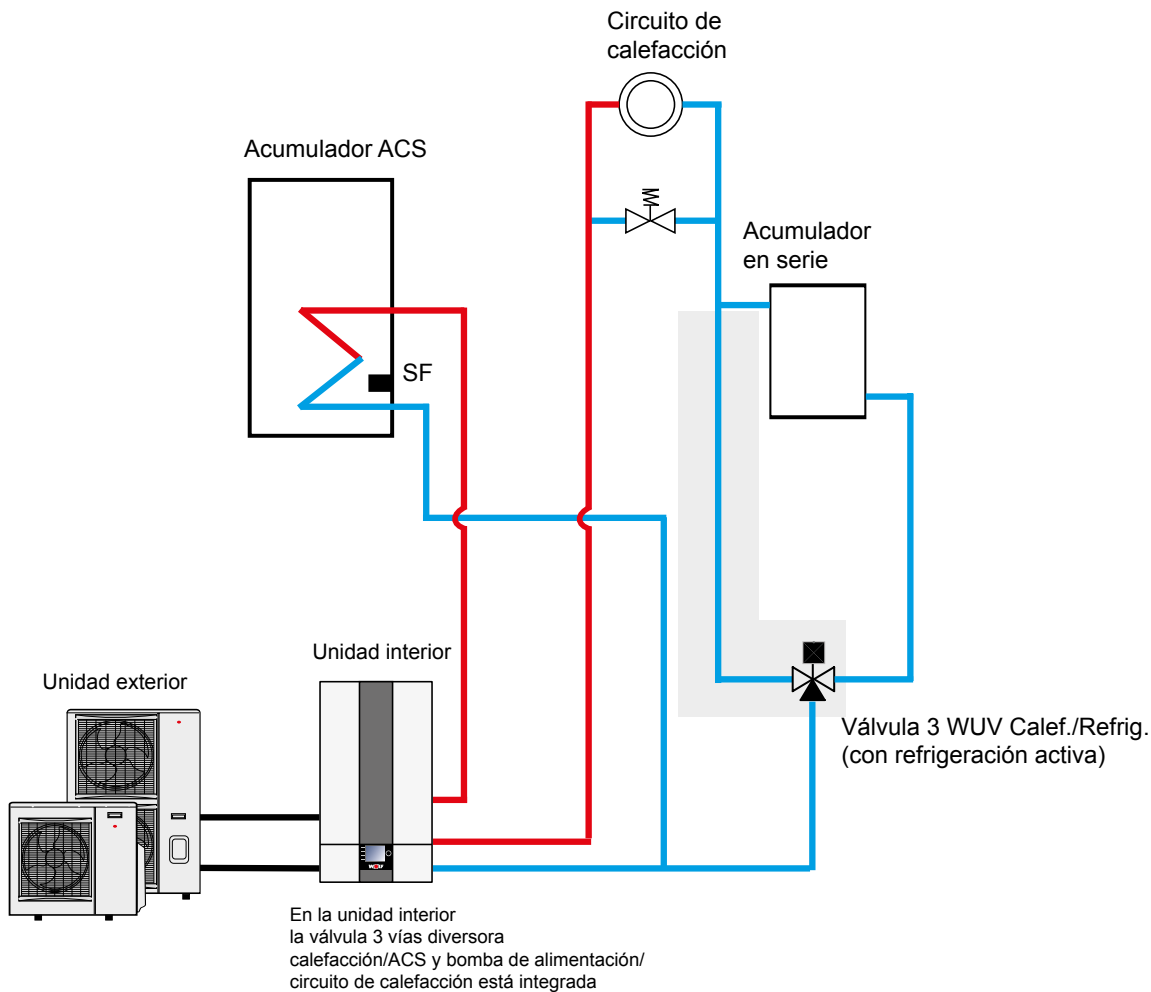 Circuito de
calefacción
Acumulador ACS
Acumulador
en serie
SF
Unidad interior
Unidad exterior
Válvula 3 WUV Calef./Refrig.
(con refrigeración activa)
WOLF
En la unidad interior
la válvula 3 vías diversora
calefacción/ACS y bomba de alimentación/
circuito de calefacción está integrada